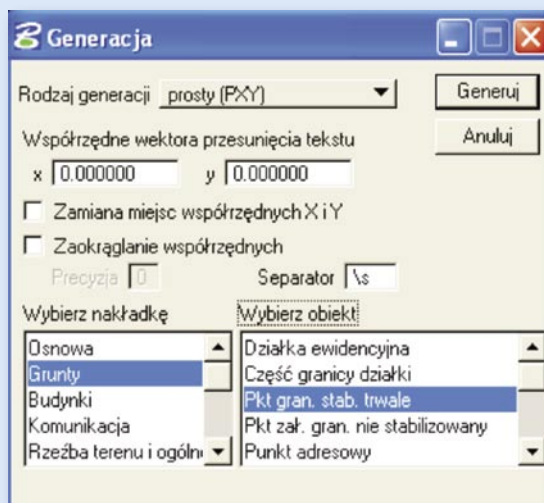 Generacja
Rodzaj generacji prosty (PXY) Generuj
Współrzędne wektora przesunięcia tekstu Anuluj
x 0.000000 y 0.000000
Zamiana miejsc współrzędnych X i Y
Zaokrąglanie współrzędnych
Precyzja 0 Separator \s
Wybierz nakładkę
Osnowa
Grunty
Budynki
Komunikacja
Rzeźba terenu i ogóln
Wybierz obiekt
Działka ewidencyjna
Część granicy działki
Pkt gran. stab. trwale
Pkt zał. gran. nie stabilizowany
Punkt adresowy